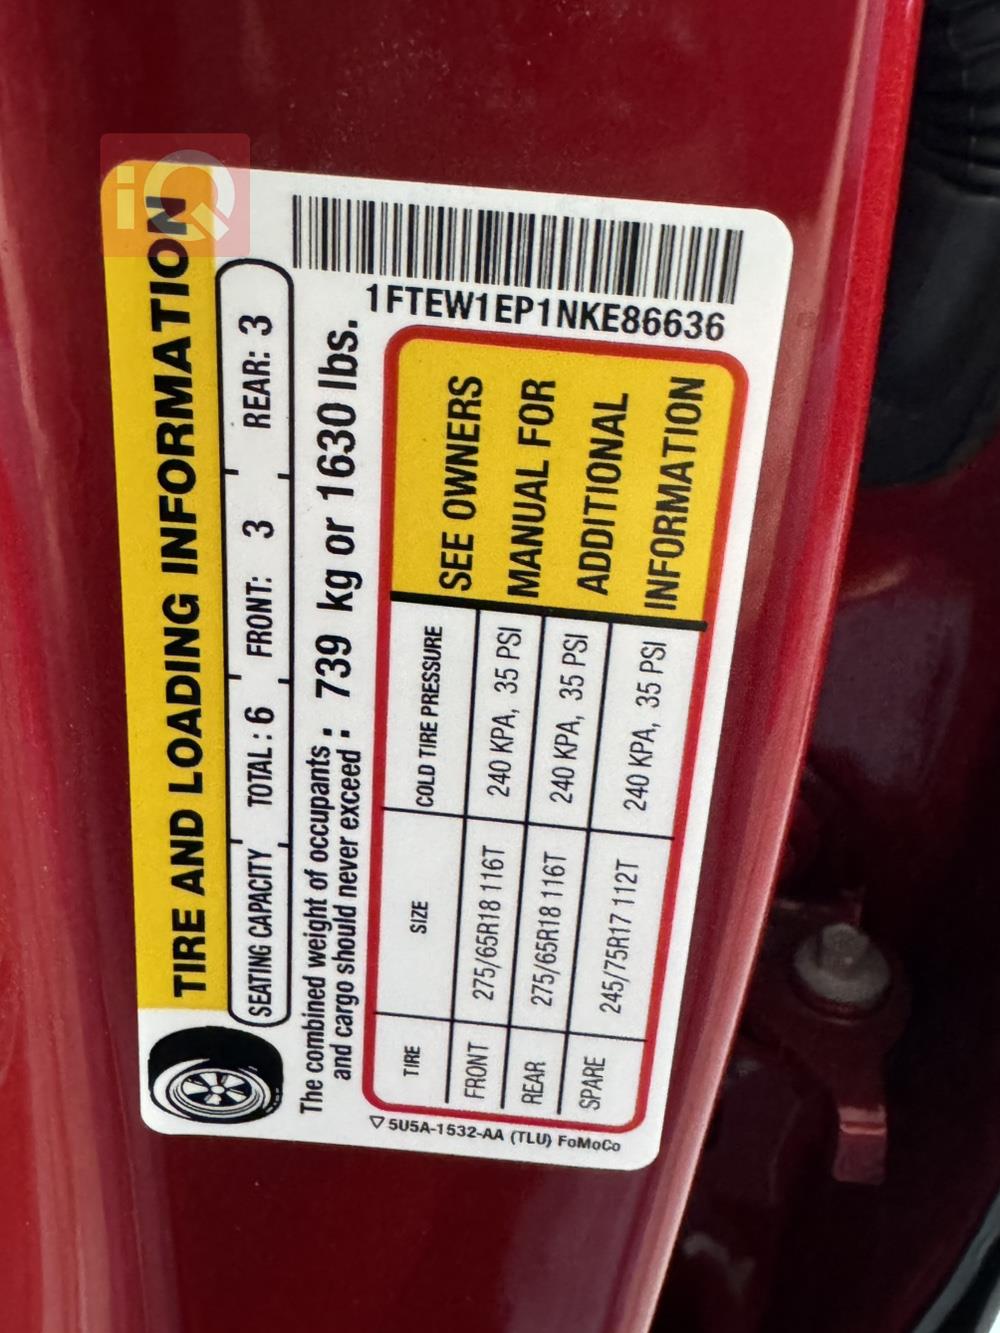 iQ
TIRE AND LOADING INFORMATION
SEATING CAPACITY TOTAL : 6 FRONT: 3 REAR: 3
The combined weight of occupants
and cargo should never exceed : 739 kg or 1630 lbs.
TIRE SIZE COLD TIRE PRESSURE
FRONT 275/65R18 116T 240 KPA, 35 PSI
REAR 275/65R18 116T 240 KPA, 35 PSI
SPARE 245/75R17 112T 240 KPA, 35 PSI
SEE OWNERS
MANUAL FOR
ADDITIONAL
INFORMATION
1FTEW1EP1NKE86636
5U5A-1532-AA (TLU) FoMoCo